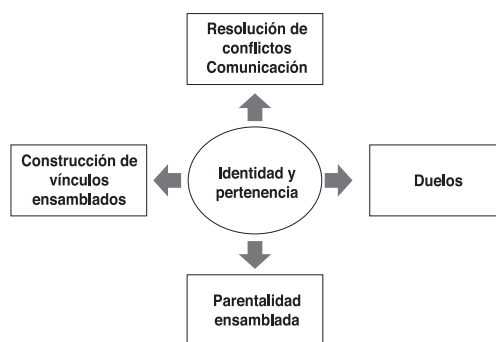 Resolución de
conflictos
Comunicación
Construcción de
vínculos
ensamblados
Identidad y
pertenencia
Duelos
Parentalidad
ensamblada